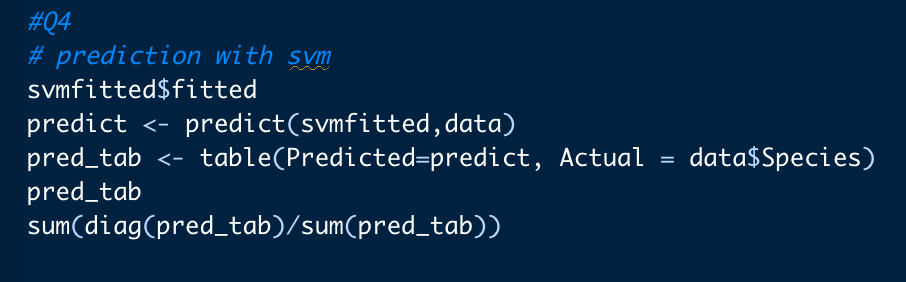 #Q4
# prediction with svm
svmfitted$fitted
predict <- predict(svmfitted,data)
pred_tab <- table(Predicted=predict, Actual = data$Species)
pred_tab
sum(diag(pred_tab)/sum(pred_tab))